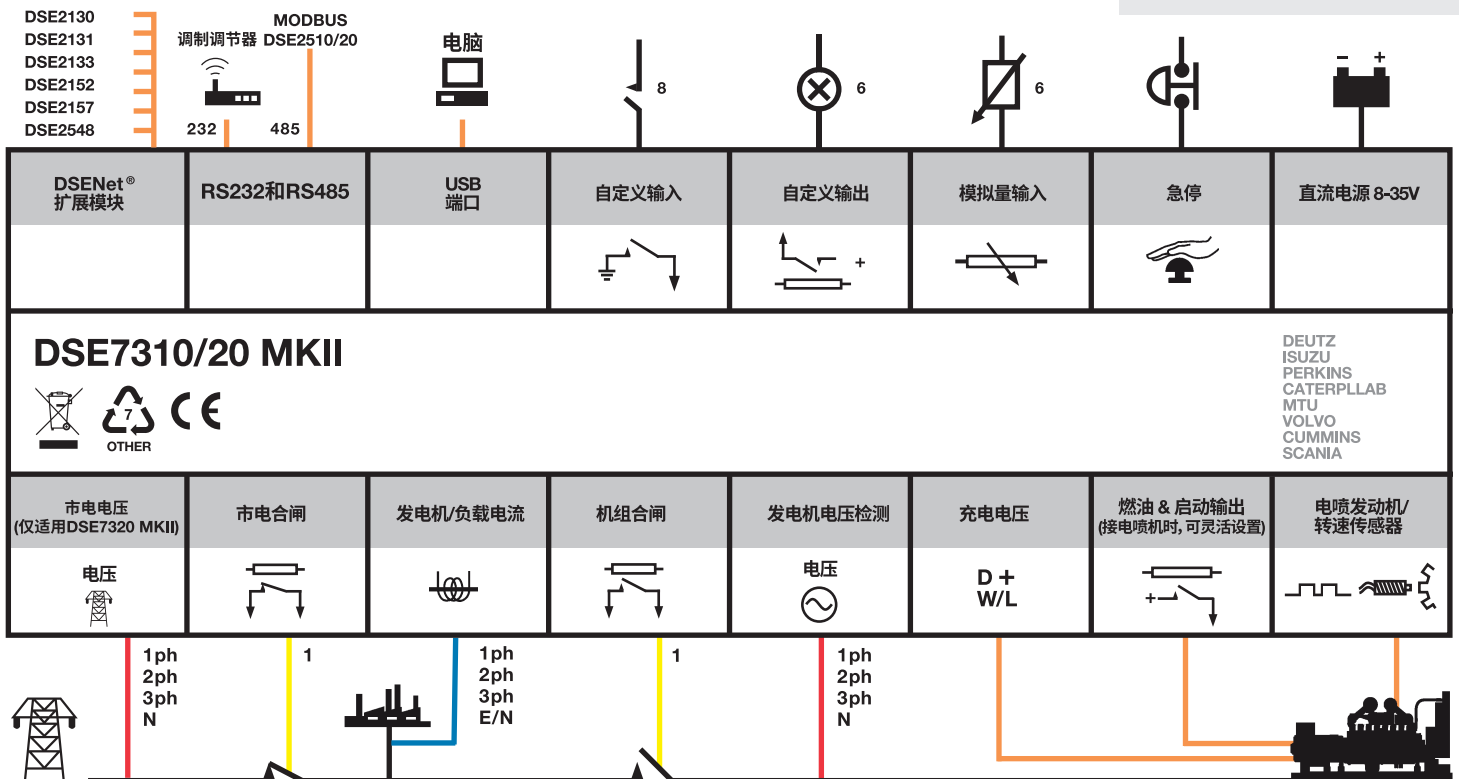 DSE2130
DSE2131
DSE2133
DSE2152
DSE2157
DSE2548
调制调节器
232
MODBUS
DSE2510/20
485
电脑
8
6
6
- +
DSENet®
扩展模块
RS232和RS485
USB
端口
自定义输入
自定义输出
模拟量输入
急停
直流电源 8-35V
+
DSE7310/20 MKII
7
OTHER
CE
DEUTZ
ISUZU
PERKINS
CATERPLLAB
MTU
VOLVO
CUMMINS
SCANIA
市电电压
(仅适用DSE7320 MKII)
市电合闸
发电机/负载电流
机组合闸
发电机电压检测
充电电压
燃油 & 启动输出
(接电喷机时, 可灵活设置)
电喷发动机/
转速传感器
电压
电压
D +
W/L
+
1ph
2ph
3ph
N
1
1ph
2ph
3ph
E/N
1
1ph
2ph
3ph
N